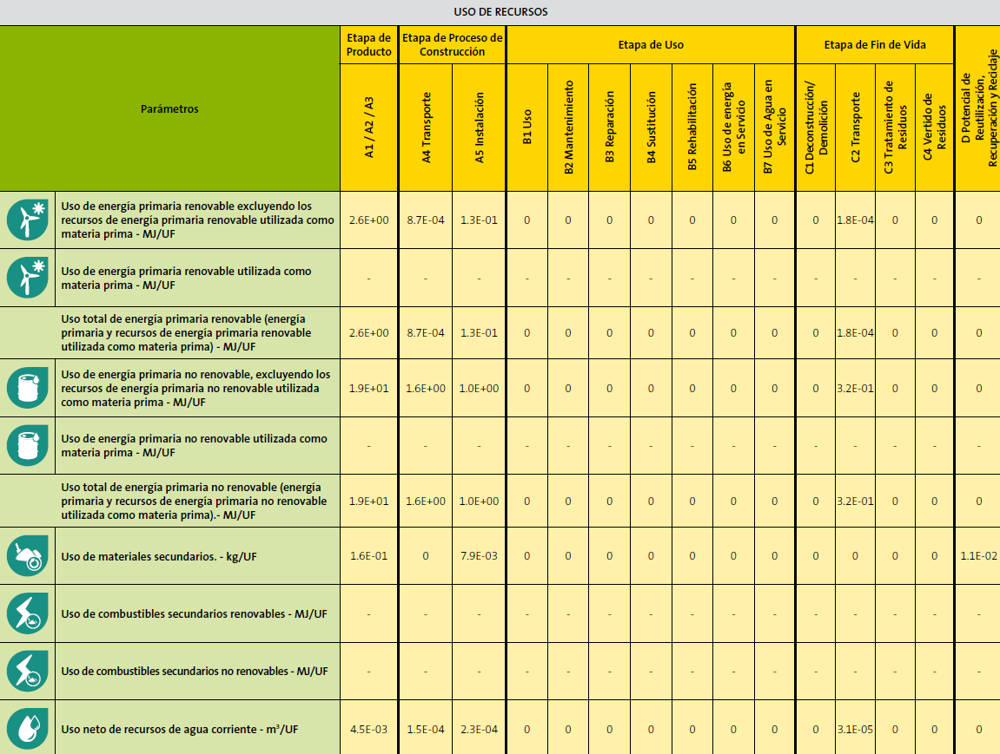 USO DE RECURSOS
Parámetros
Etapa de
Producto
Etapa de Proceso de
Construcción
Etapa de Uso
Etapa de Fin de Vida
D Potencial de
Reutilización,
Recuperación y Reciclaje
A1 / A2 / A3
A4 Transporte
A5 Instalación
B1 Uso
B2 Mantenimiento
B3 Reparación
B4 Sustitución
B5 Rehabilitación
B6 Uso de energía
en Servicio
B7 Uso de Agua en
Servicio
C1 Deconstrucción/
Demolición
C2 Transporte
C3 Tratamiento de
Residuos
C4 Vertido de
Residuos
Uso de energía primaria renovable excluyendo los
recursos de energía primaria renovable utilizada como
materia prima - MJ/UF
2.6E+00 8.7E-04 1.3E-01 0 0 0 0 0 0 0 0 1.8E-04 0 0 0
Uso de energía primaria renovable utilizada como
materia prima - MJ/UF
- - - - - - - - - - - - - - -
Uso total de energía primaria renovable (energía
primaria y recursos de energía primaria renovable
utilizada como materia prima) - MJ/UF
2.6E+00 8.7E-04 1.3E-01 0 0 0 0 0 0 0 0 1.8E-04 0 0 0
Uso de energía primaria no renovable, excluyendo los
recursos de energía primaria no renovable utilizada
como materia prima - MJ/UF
1.9E+01 1.6E+00 1.0E+00 0 0 0 0 0 0 0 0 3.2E-01 0 0 0
Uso de energía primaria no renovable utilizada como
materia prima - MJ/UF
- - - - - - - - - - - - - - -
Uso total de energía primaria no renovable (energía
primaria y recursos de energía primaria no renovable
utilizada como materia prima).- MJ/UF
1.9E+01 1.6E+00 1.0E+00 0 0 0 0 0 0 0 0 3.2E-01 0 0 0
Uso de materiales secundarios. - kg/UF
1.6E-01 0 7.9E-03 0 0 0 0 0 0 0 0 0 0 0 1.1E-02
Uso de combustibles secundarios renovables - MJ/UF
- - - - - - - - - - - - - - -
Uso de combustibles secundarios no renovables - MJ/UF
- - - - - - - - - - - - - - -
Uso neto de recursos de agua corriente - m³/UF
4.5E-03 1.5E-04 2.3E-04 0 0 0 0 0 0 0 0 3.1E-05 0 0 0